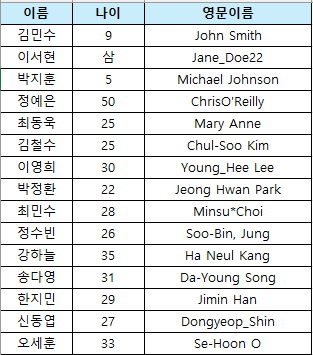 이름 나이 영문이름
김민수 9 John Smith
이서현 삼 Jane_Doe22
박지훈 5 Michael Johnson
정예은 50 ChrisO'Reilly
최동욱 25 Mary Anne
김철수 25 Chul-Soo Kim
이영희 30 Young_Hee Lee
박정환 22 Jeong Hwan Park
최민수 28 Minsu*Choi
정수빈 26 Soo-Bin, Jung
강하늘 35 Ha Neul Kang
송다영 31 Da-Young Song
한지민 29 Jimin Han
신동엽 27 Dongyeop_Shin
오세훈 33 Se-Hoon O